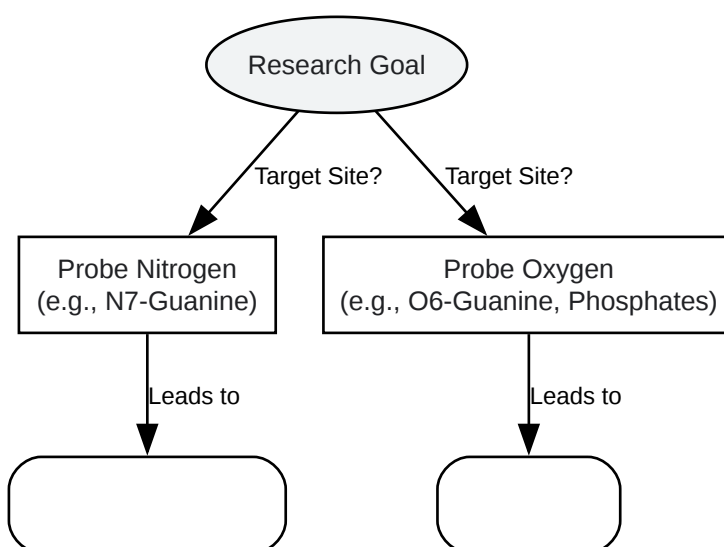 Research Goal
Target Site?
Target Site?
Probe Nitrogen
(e.g., N7-Guanine)
Probe Oxygen
(e.g., O6-Guanine, Phosphates)
Leads to
Leads to